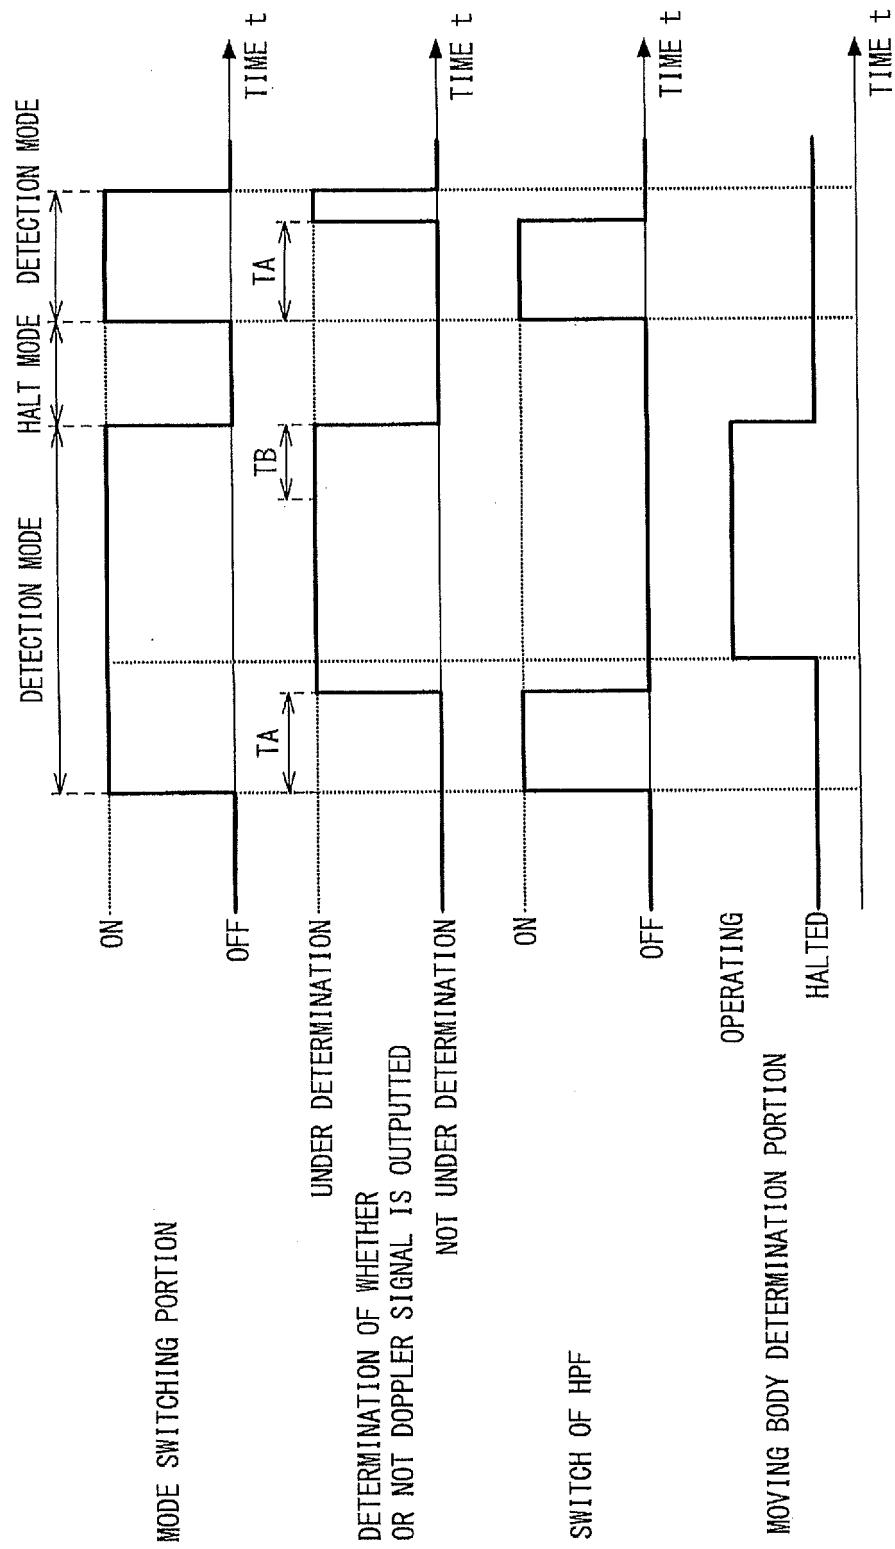 DETECTION MODE
HALT MODE
DETECTION MODE
MODE SWITCHING PORTION
ON
OFF
TIME t
DETERMINATION OF WHETHER
OR NOT DOPPLER SIGNAL IS OUTPUTTED
UNDER DETERMINATION
NOT UNDER DETERMINATION
TA
TB
TA
TIME t
SWITCH OF HPF
ON
OFF
TIME t
MOVING BODY DETERMINATION PORTION
OPERATING
HALTED
TIME t